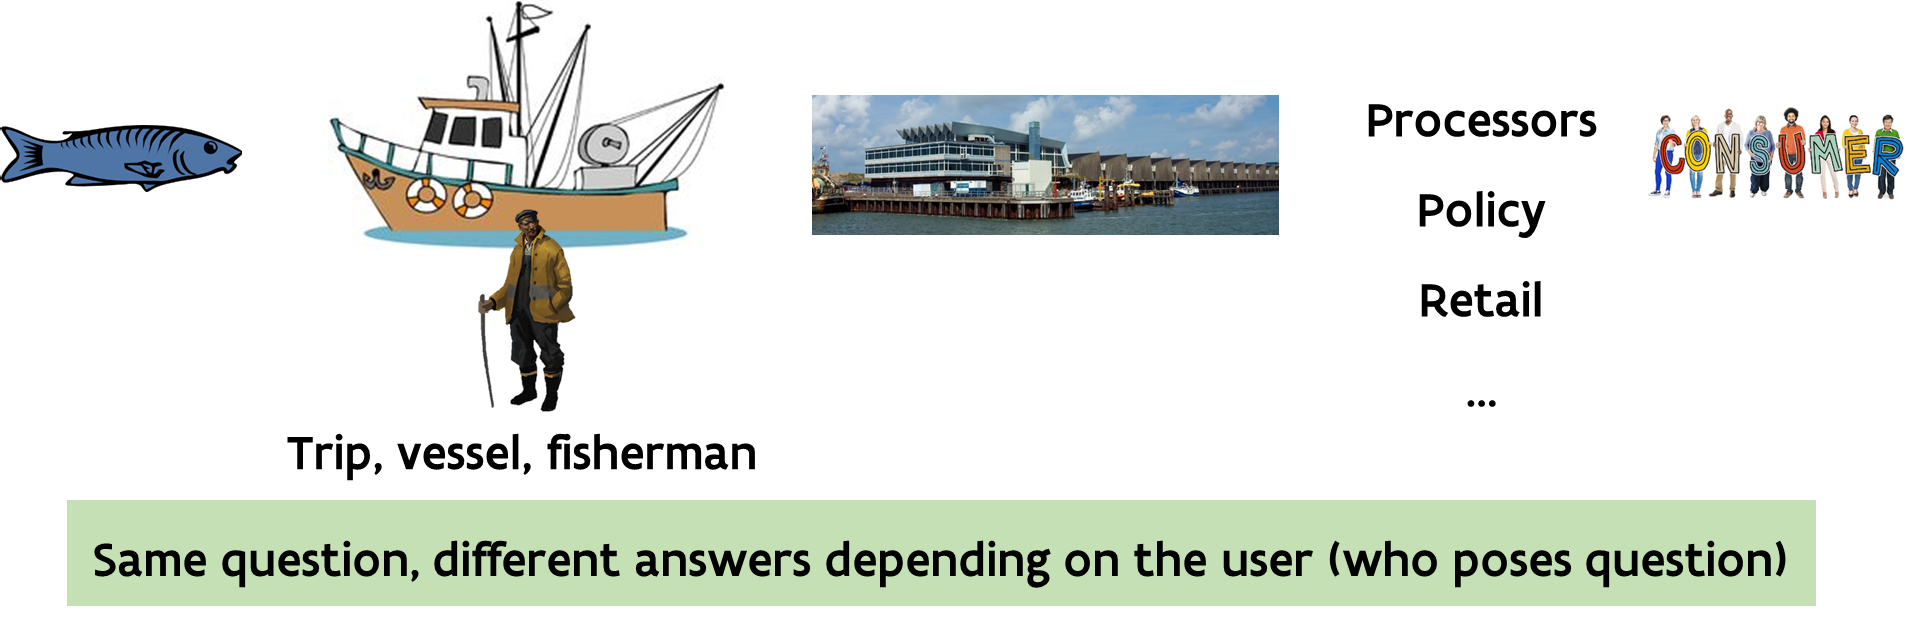 Processors
CONSUMER
Policy
Retail
...
Trip, vessel, fisherman
Same question, different answers depending on the user (who poses question)